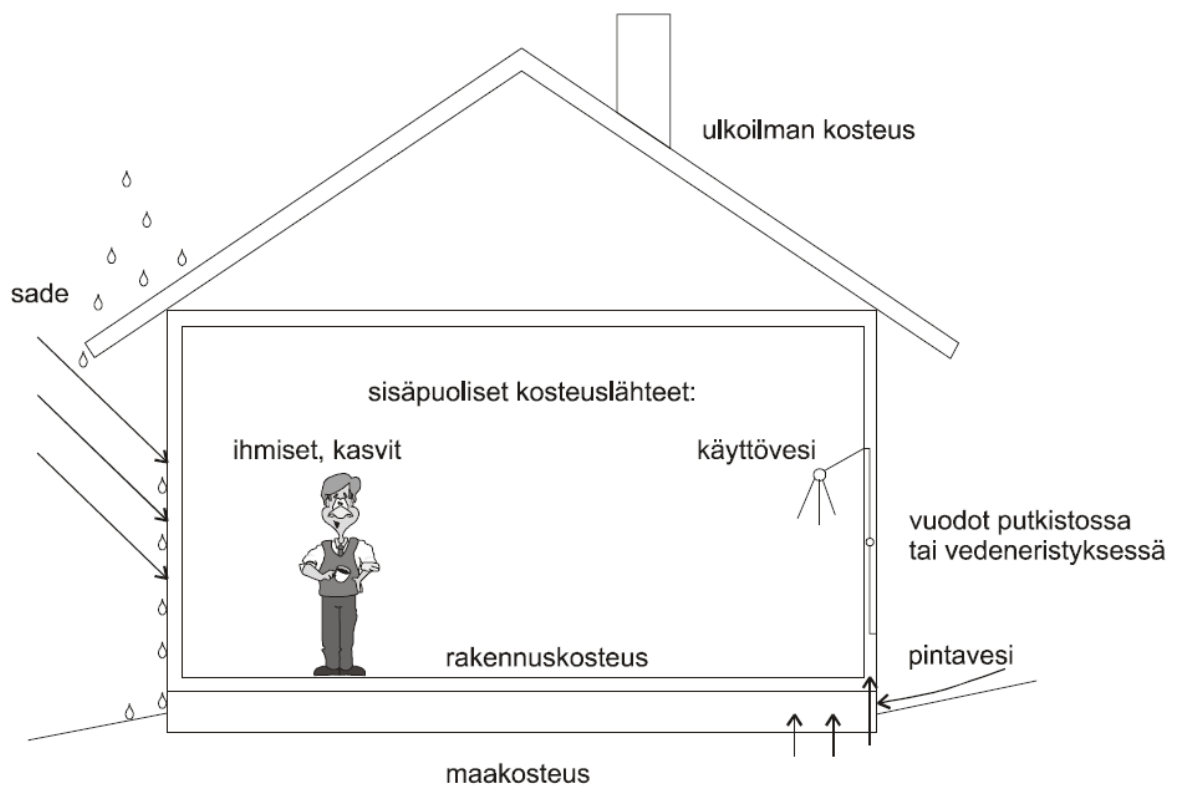 ulkoilman kosteus
sade
sisäpuoliset kosteuslähteet:
ihmiset, kasvit
käyttövesi
vuodot putkistossa
tai vedeneristyksessä
rakennuskosteus
pintavesi
maakosteus